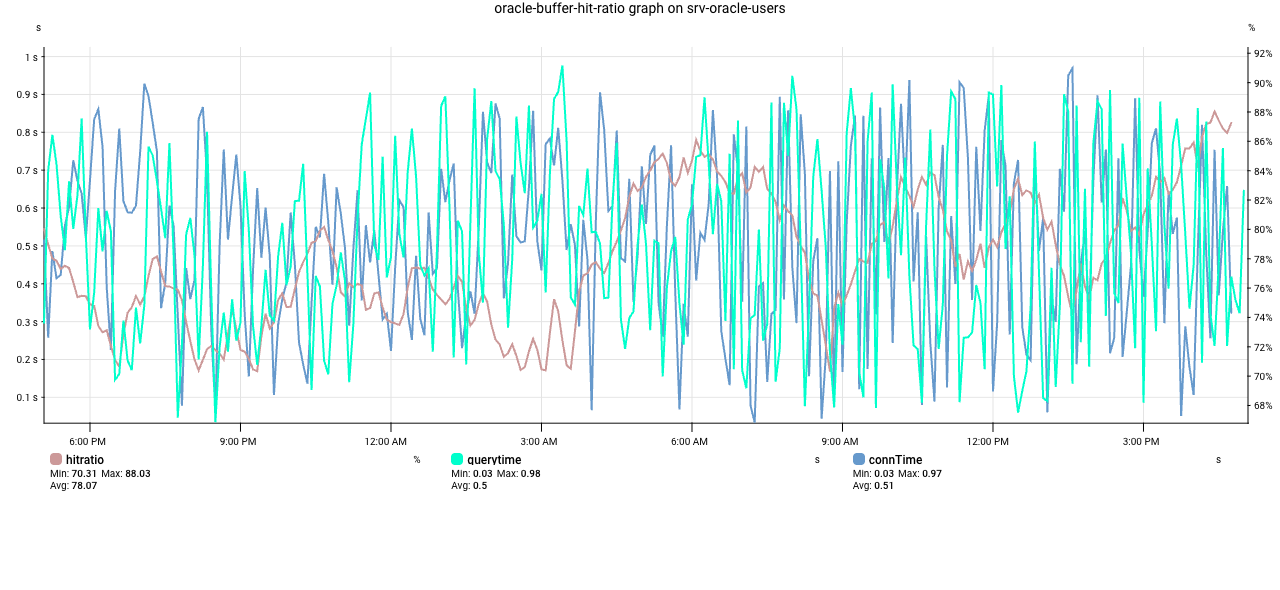 oracle-buffer-hit-ratio graph on srv-oracle-users
s %
1 s 92%
0.9 s 90%
0.8 s 88%
0.7 s 86%
0.6 s 84%
0.5 s 82%
0.4 s 80%
0.3 s 78%
0.2 s 76%
0.1 s 74%
72%
70%
68%
6:00 PM 9:00 PM 12:00 AM 3:00 AM 6:00 AM 9:00 AM 12:00 PM 3:00 PM
hitratio % querytime s connTime s
Min: 70.31 Max: 88.03 Min: 0.03 Max: 0.98 Min: 0.03 Max: 0.97
Avg: 78.07 Avg: 0.5 Avg: 0.51